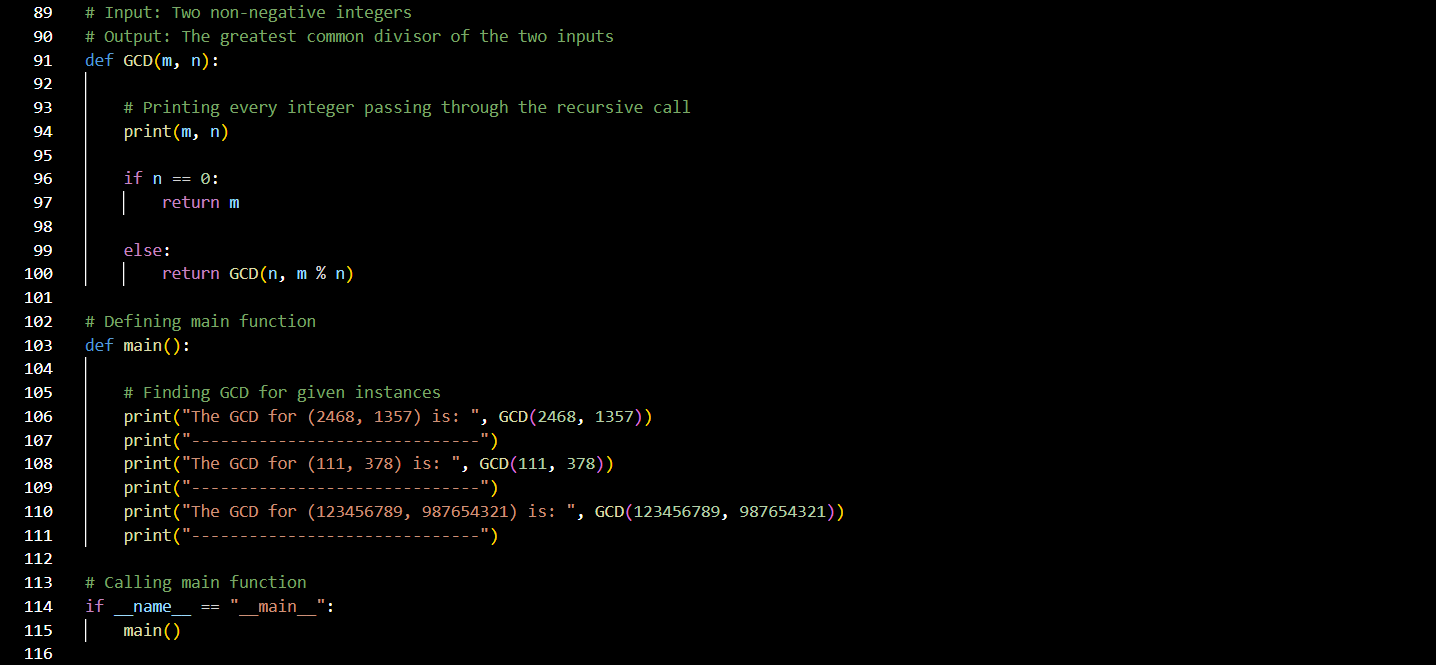 89 # Input: Two non-negative integers
90 # Output: The greatest common divisor of the two inputs
91 def GCD(m, n):
92
93     # Printing every integer passing through the recursive call
94     print(m, n)
95
96     if n == 0:
97         return m
98
99     else:
100         return GCD(n, m % n)
101
102 # Defining main function
103 def main():
104
105     # Finding GCD for given instances
106     print("The GCD for (2468, 1357) is: ", GCD(2468, 1357))
107     print("------------------------------")
108     print("The GCD for (111, 378) is: ", GCD(111, 378))
109     print("------------------------------")
110     print("The GCD for (123456789, 987654321) is: ", GCD(123456789, 987654321))
111     print("------------------------------")
112
113 # Calling main function
114 if __name__ == "__main__":
115     main()
116